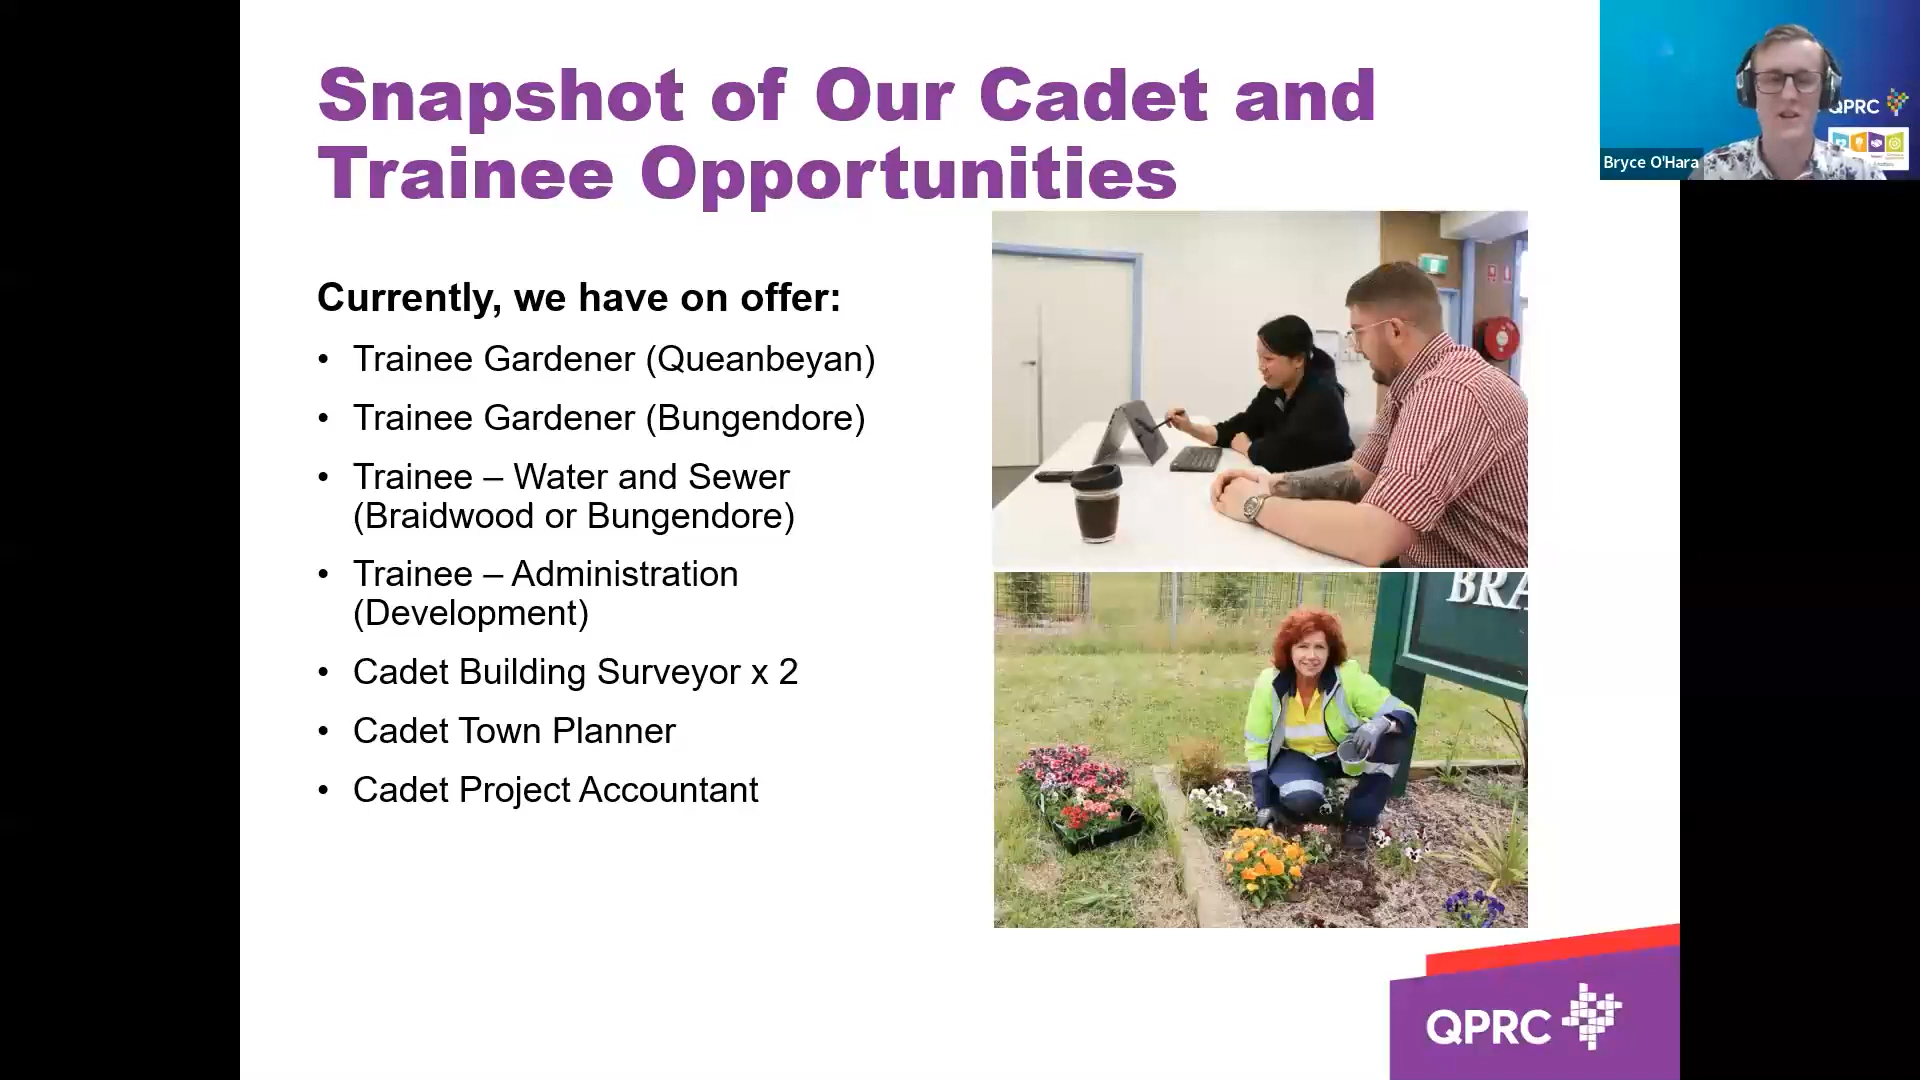 Snapshot of Our Cadet and
Trainee Opportunities
QPRC
Bryce O'Hara
Currently, we have on offer:
• Trainee Gardener (Queanbeyan)
• Trainee Gardener (Bungendore)
• Trainee – Water and Sewer
(Braidwood or Bungendore)
• Trainee – Administration
(Development)
• Cadet Building Surveyor x 2
• Cadet Town Planner
• Cadet Project Accountant
BRA
QPRC